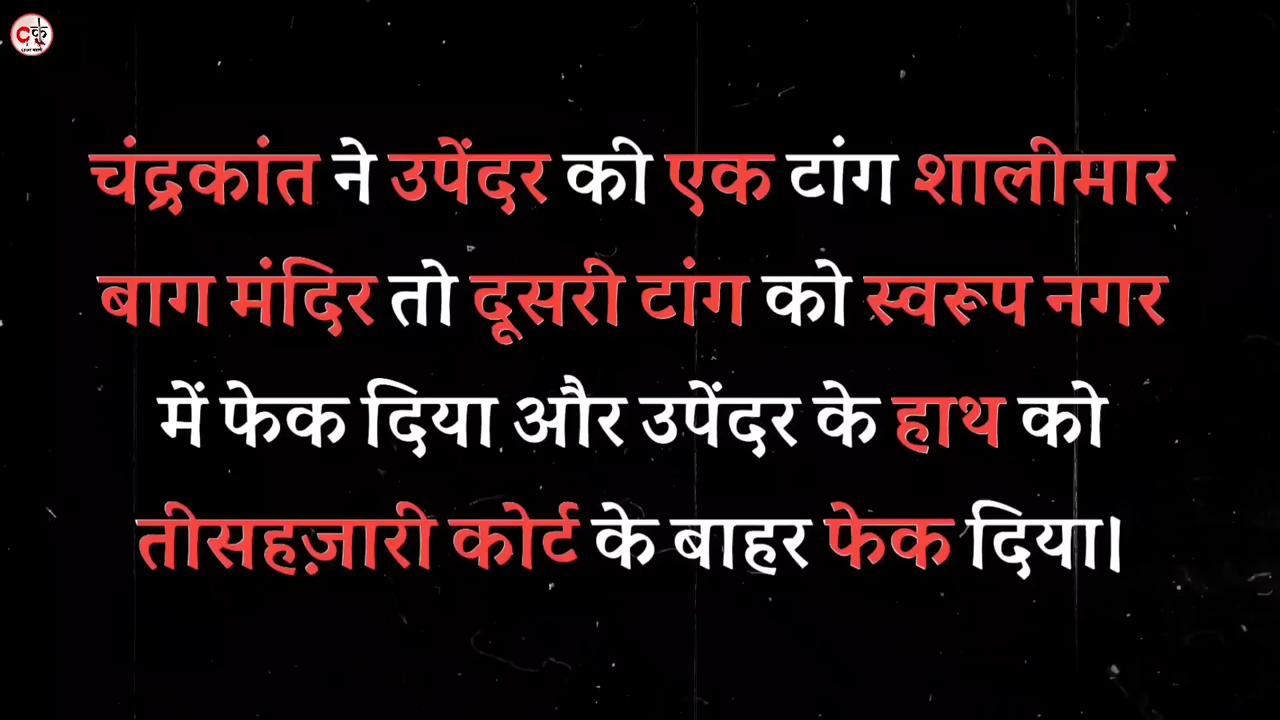 चंद्रकांत ने उपेंदर की एक टांग शालीमार
बाग मंदिर तो दूसरी टांग को स्वरूप नगर
में फेक दिया और उपेंदर के हाथ को
तीसहज़ारी कोर्ट के बाहर फेक दिया।